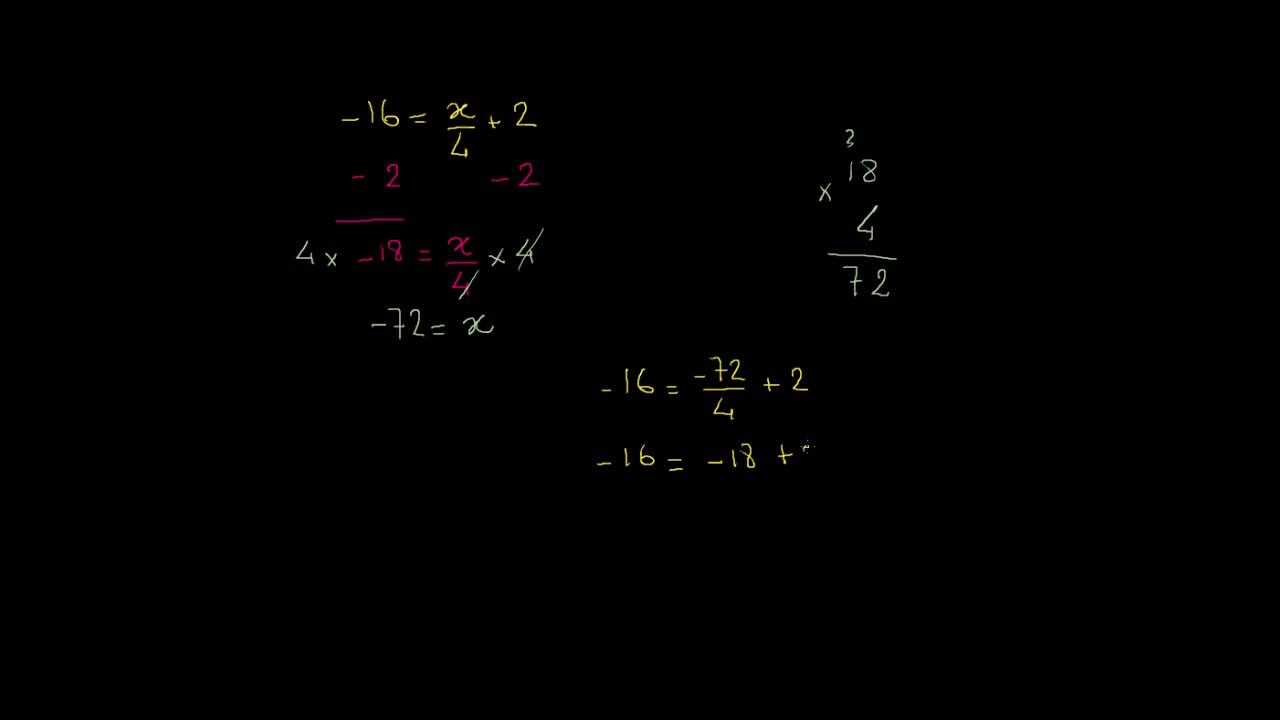 -16 = x/4 + 2
- 2 - 2
4 x -18 = x/4 x 4
-72 = x
3
18
x 4
72
-16 = -72/4 + 2
-16 = -18 +